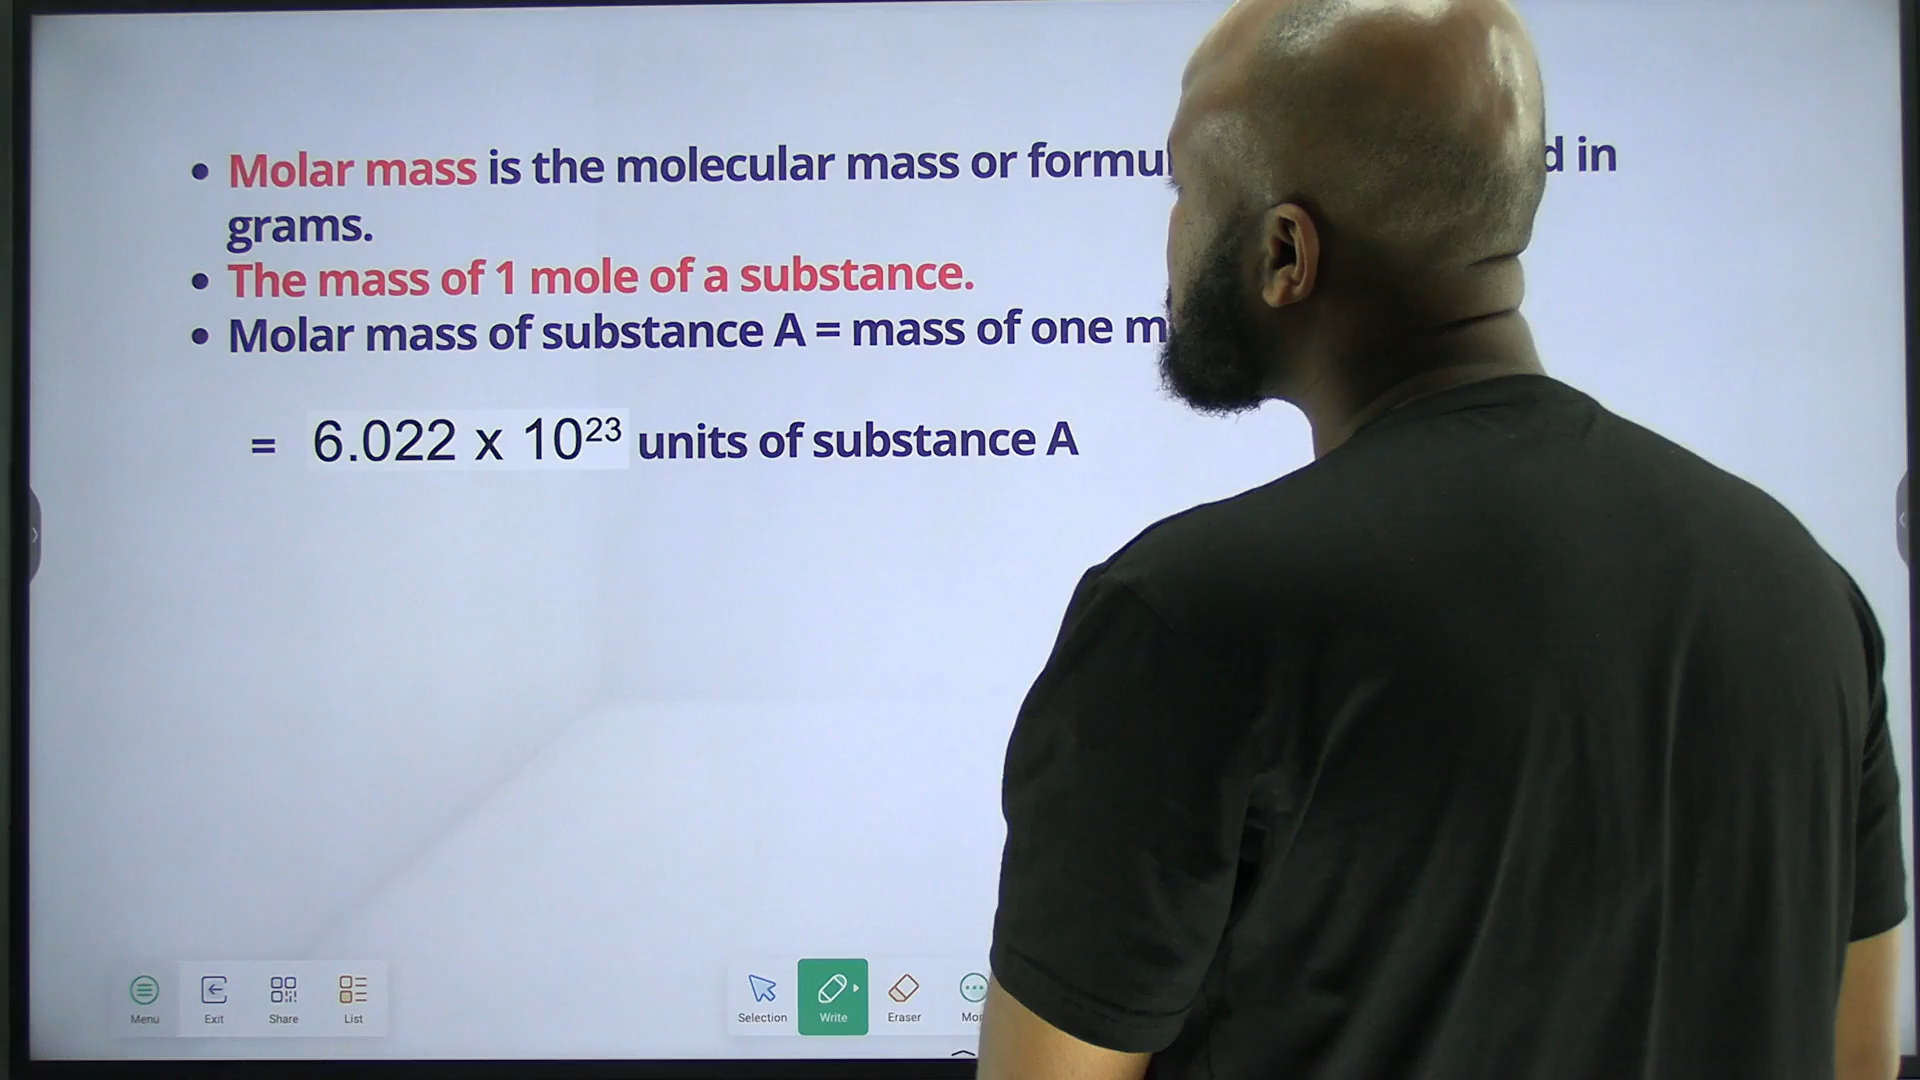 • Molar mass is the molecular mass or in
grams.
• The mass of 1 mole of a substance.
• Molar mass of substance A = mass of one
= 6.022 x 10²³ units of substance A
Menu Exit Share List Selection Write Eraser